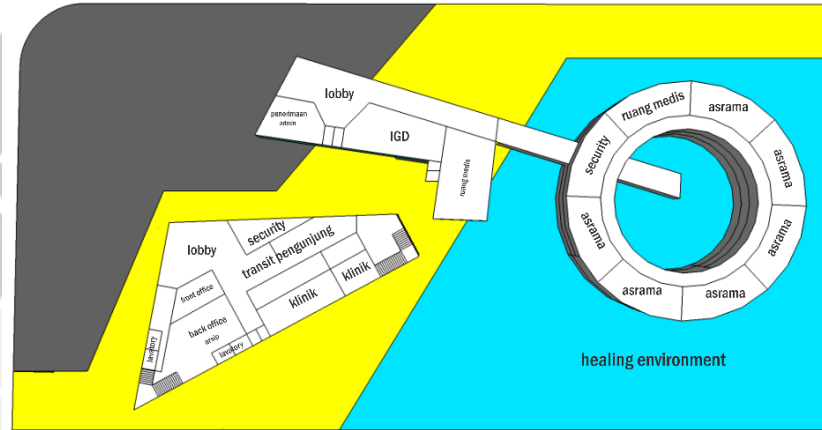 lobby
penerimaan
admin
IGD
ruang medis
ruang medis
asrama
security
asrama
asrama
asrama
asrama
asrama
healing environment
security
lobby
transit pengunjung
klinik
klinik
front office
back office
arsip
lavatory
lavatory